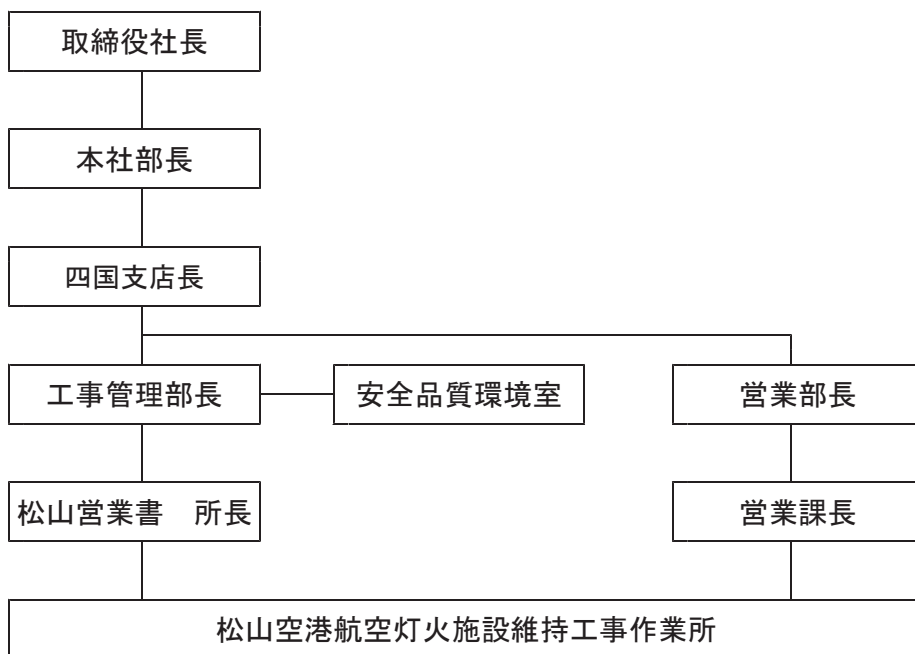 取締役社長
本社部長
四国支店長
工事管理部長
安全品質環境室
営業部長
松山営業書　所長
営業課長
松山空港航空灯火施設維持工事作業所